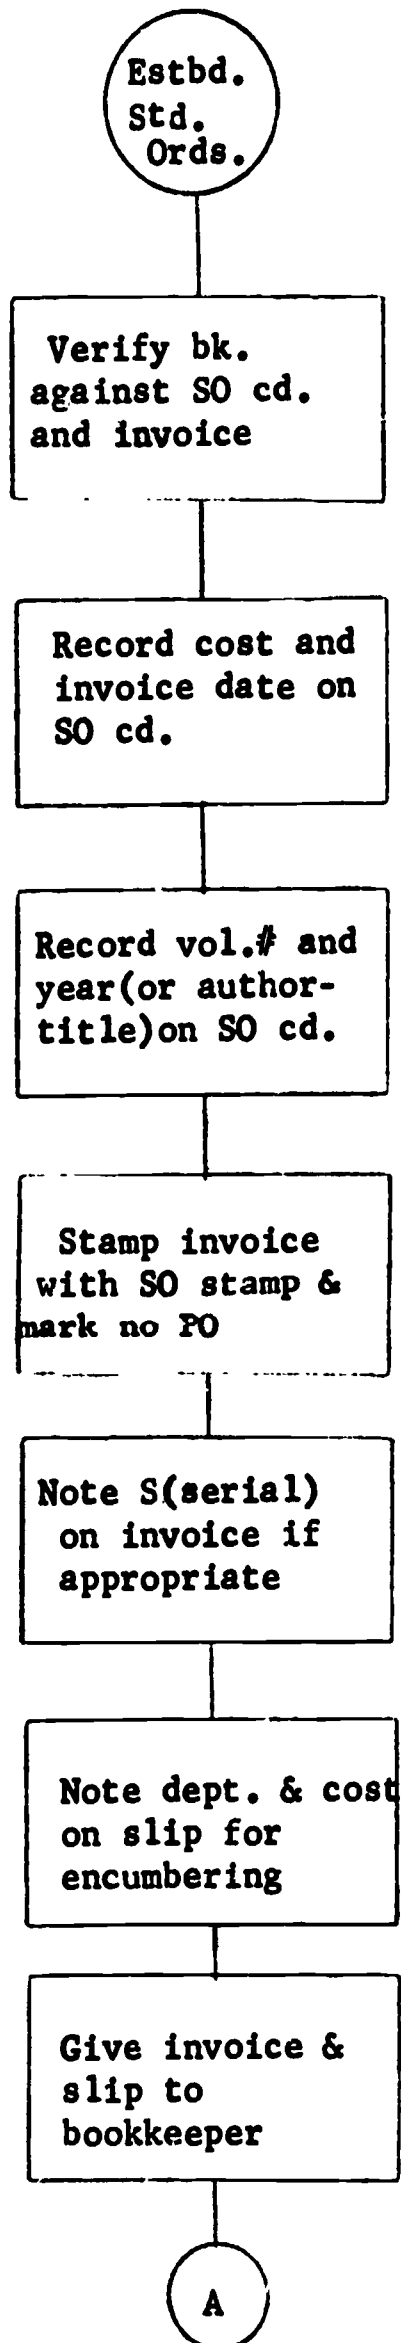 Estbd.
Std.
Ords.
Verify bk.
against SO cd.
and invoice
Record cost and
invoice date on
SO cd.
Record vol.# and
year(or author-
title)on SO cd.
Stamp invoice
with SO stamp &
mark no PO
Note S(serial)
on invoice if
appropriate
Note dept. & cost
on slip for
encumbering
Give invoice &
slip to
bookkeeper
A